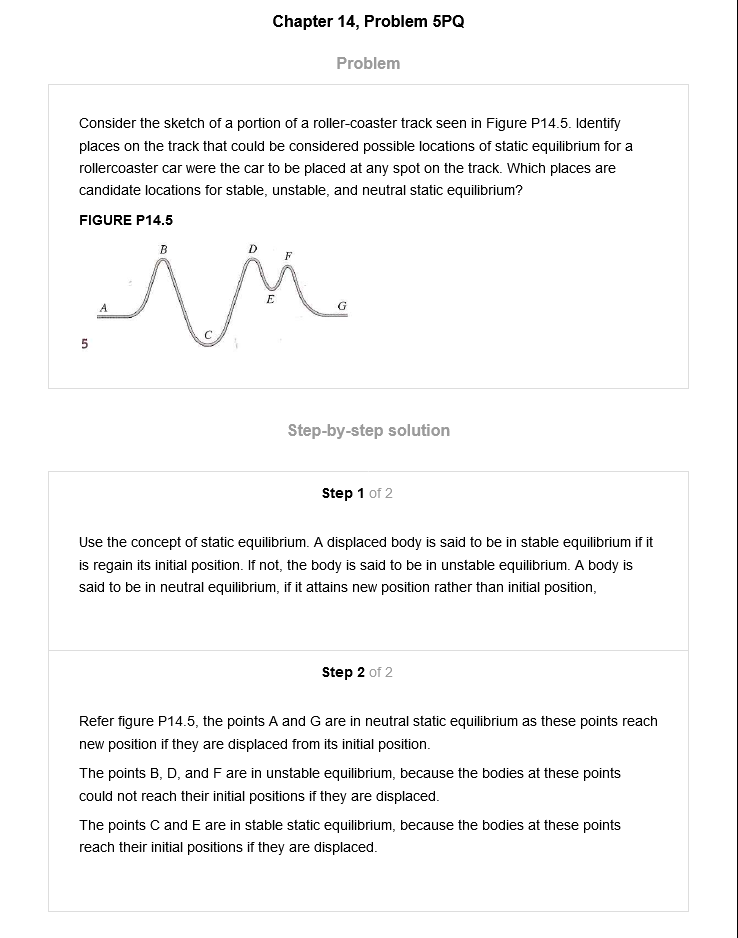 Chapter 14, Problem 5PQ
Problem
Consider the sketch of a portion of a roller-coaster track seen in Figure P14.5. Identify
places on the track that could be considered possible locations of static equilibrium for a
rollercoaster car were the car to be placed at any spot on the track. Which places are
candidate locations for stable, unstable, and neutral static equilibrium?
FIGURE P14.5
B
D
F
E
A
G
C
5
Step-by-step solution
Step 1 of 2
Use the concept of static equilibrium. A displaced body is said to be in stable equilibrium if it
is regain its initial position. If not, the body is said to be in unstable equilibrium. A body is
said to be in neutral equilibrium, if it attains new position rather than initial position,
Step 2 of 2
Refer figure P14.5, the points A and G are in neutral static equilibrium as these points reach
new position if they are displaced from its initial position.
The points B, D, and F are in unstable equilibrium, because the bodies at these points
could not reach their initial positions if they are displaced.
The points C and E are in stable static equilibrium, because the bodies at these points
reach their initial positions if they are displaced.